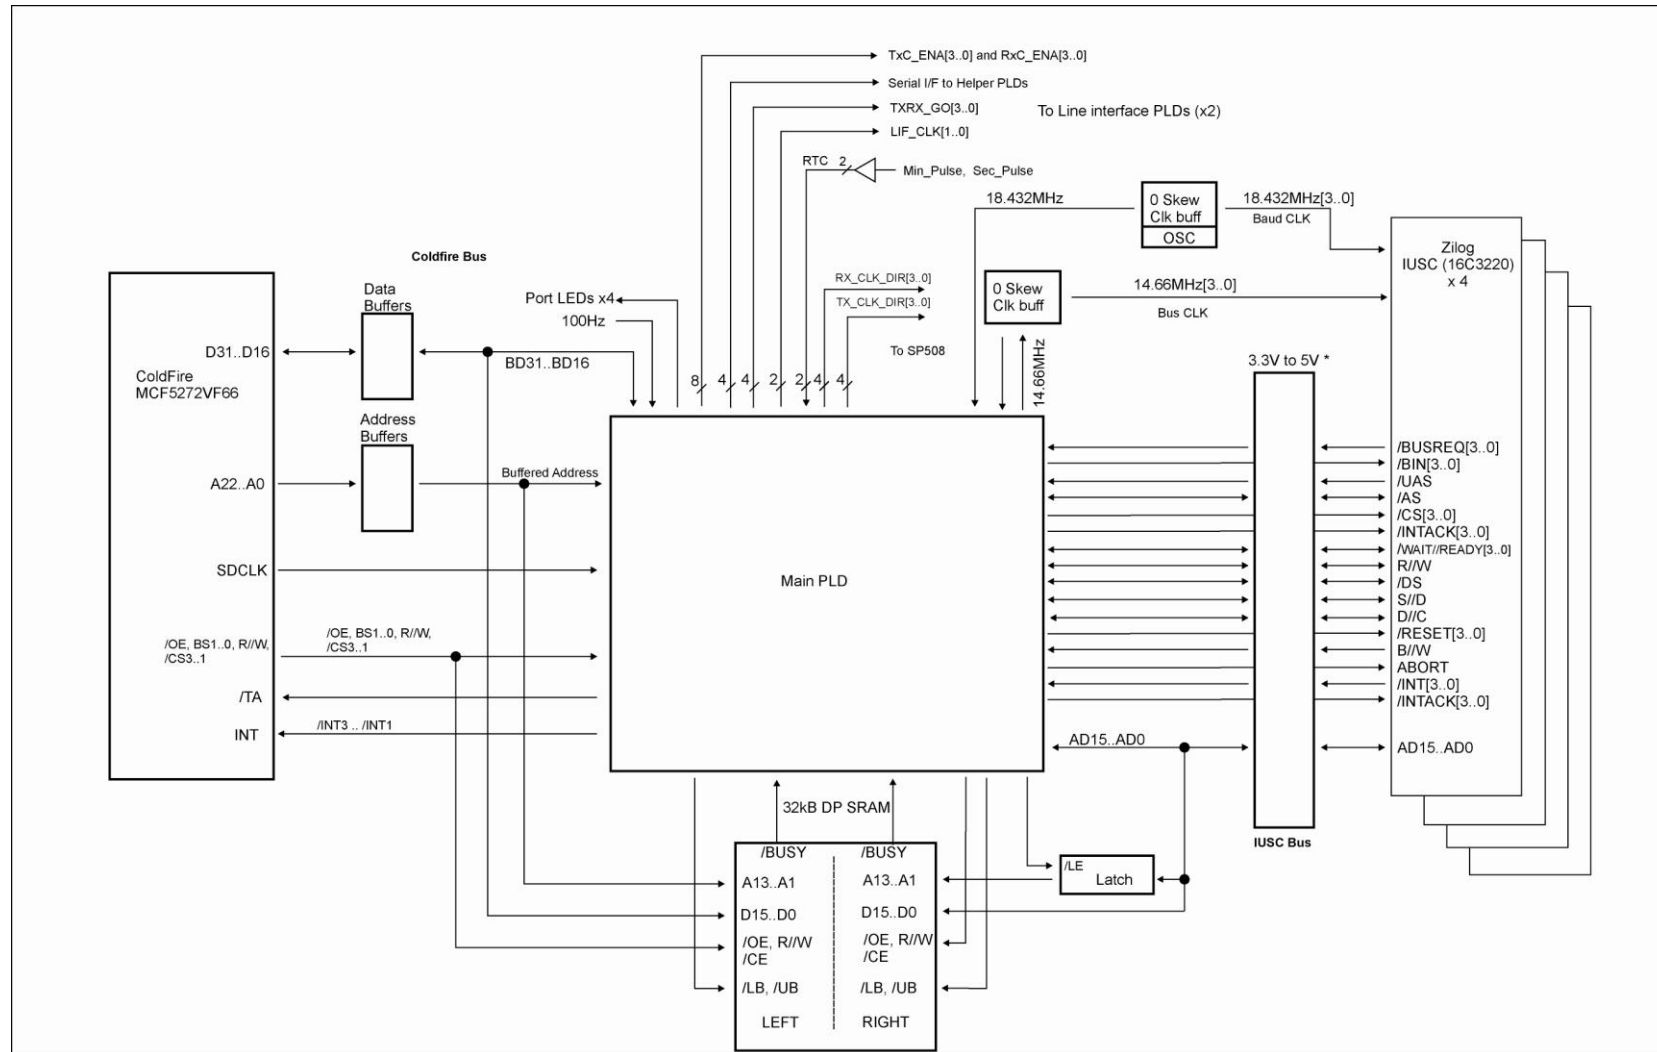 TxC_ENA[3..0] and RxC_ENA[3..0]
Serial I/F to Helper PLDs
TXRX_GO[3..0]
To Line interface PLDs (x2)
LIF_CLK[1..0]
RTC
2
Min_Pulse, Sec_Pulse
18.432MHz
0 Skew
Clk buff
OSC
18.432MHz[3..0]
Baud CLK
Coldfire Bus
Zilog
IUSC (16C3220)
x 4
Data
Buffers
Port LEDs x4
100Hz
RX_CLK_DIR[3..0]
TX_CLK_DIR[3..0]
0 Skew
Clk buff
14.66MHz[3..0]
Bus CLK
To SP508
D31..D16
BD31..BD16
ColdFire
MCF5272VF66
8
4
4
2
2
4
4
14.66MHz
3.3V to 5V *
Address
Buffers
A22..A0
Buffered Address
SDCLK
Main PLD
/OE, BS1..0, R//W,
/CS3..1
/OE, BS1..0, R//W,
/CS3..1
/TA
INT
/INT3 .. /INT1
/BUSREQ[3..0]
/BIN[3..0]
/UAS
/AS
/CS[3..0]
/INTACK[3..0]
/WAIT//READY[3..0]
R//W
/DS
S//D
D//C
/RESET[3..0]
B//W
ABORT
/INT[3..0]
/INTACK[3..0]
AD15..AD0
AD15..AD0
32kB DP SRAM
IUSC Bus
/BUSY
/BUSY
/LE
Latch
A13..A1
A13..A1
D15..D0
D15..D0
/OE, R//W
/CE
/OE, R//W
/CE
/LB, /UB
/LB, /UB
LEFT
RIGHT